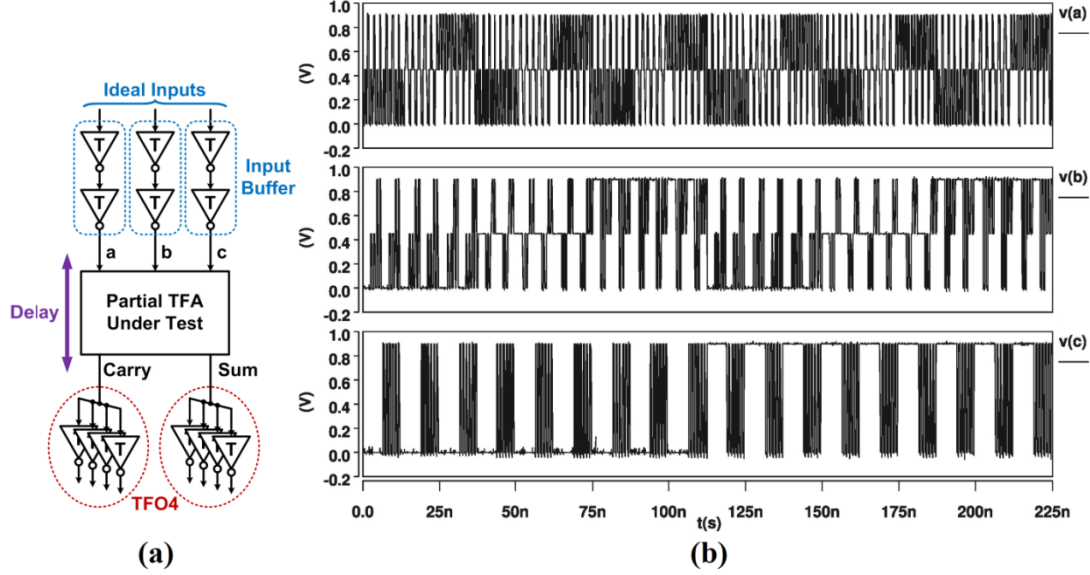 Ideal Inputs
T T T
Input
Buffer
T T T
a b c
Delay
Partial TFA
Under Test
Carry Sum
T T
TFO4
(a)
1.0
0.8
0.6
0.4
0.2
0.0
-0.2
(V)
v(a)
1.0
0.8
0.6
0.4
0.2
0.0
-0.2
(V)
v(b)
1.0
0.8
0.6
0.4
0.2
0.0
-0.2
(V)
v(c)
0.0 25n 50n 75n 100n 125n 150n 175n 200n 225n
t(s)
(b)